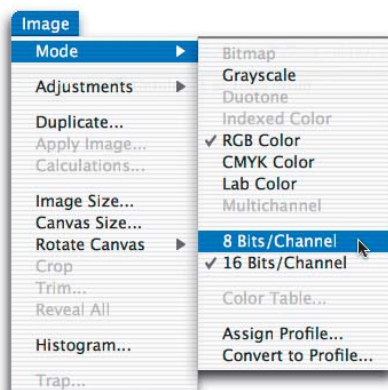 Image
Mode
Adjustments
Duplicate...
Apply Image...
Calculations...
Image Size...
Canvas Size...
Rotate Canvas
Crop
Trim...
Reveal All
Histogram...
Trap...
Bitmap
Grayscale
Duotone
Indexed Color
✓ RGB Color
CMYK Color
Lab Color
Multichannel
8 Bits/Channel
✓ 16 Bits/Channel
Color Table...
Assign Profile...
Convert to Profile...